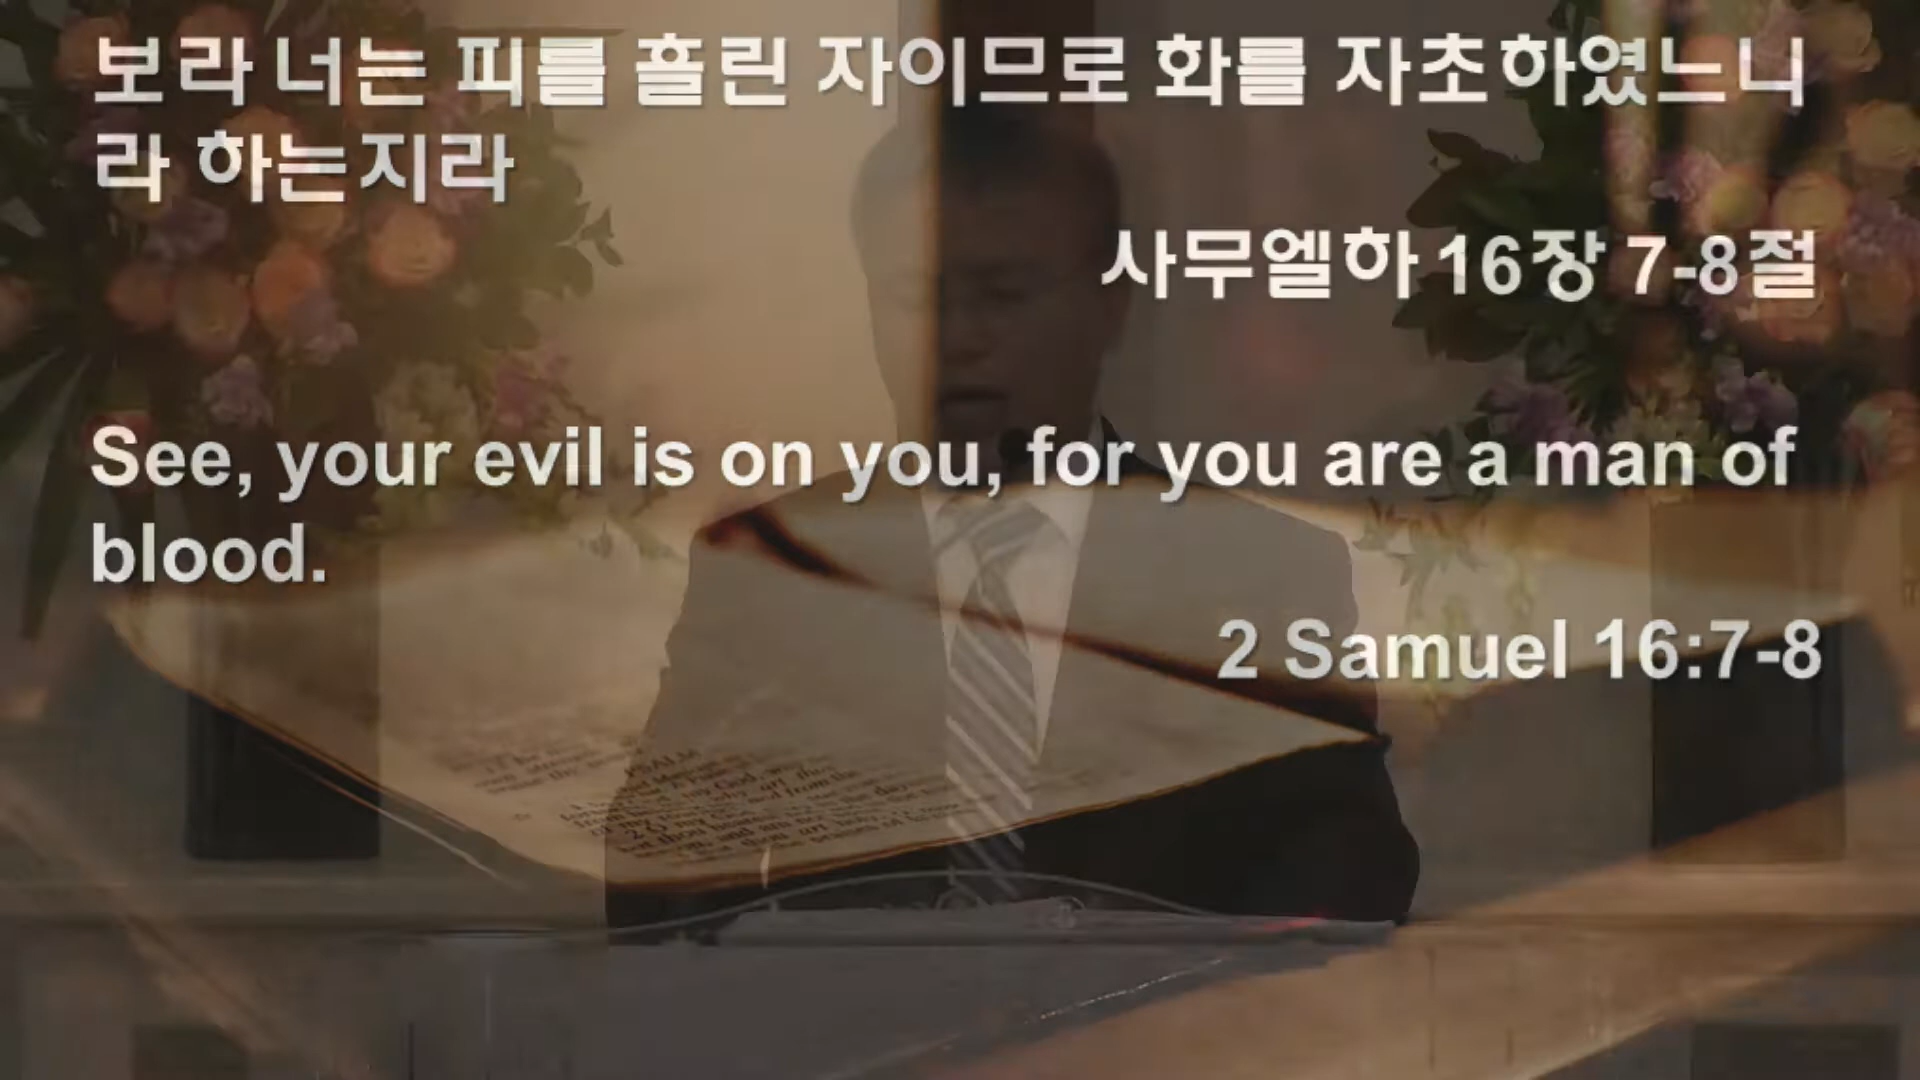 보라 너는 피를 흘린 자이므로 화를 자초하였느니
라 하는지라
사무엘하 16장 7-8절
See, your evil is on you, for you are a man of
blood.
2 Samuel 16:7-8